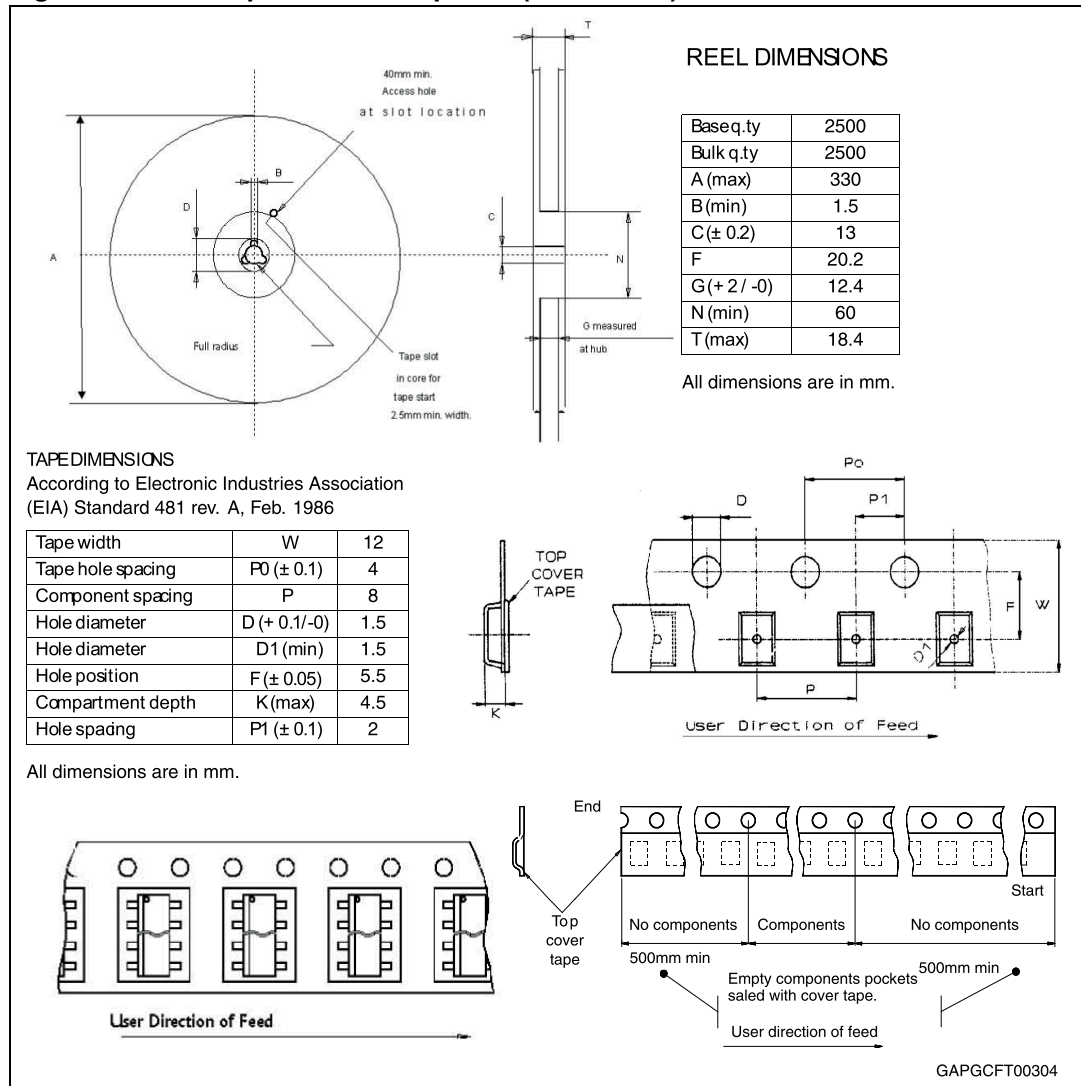 T
REEL DIMENSIONS
40mm min.
Access hole
at slot location
B
D
C
A
N
G measured
at hub
Full radius
Tape slot
in core for
tape start
2.5mm min. width.
Base q.ty 2500
Bulk q.ty 2500
A (max) 330
B (min) 1.5
C (± 0.2) 13
F 20.2
G (+ 2 / -0) 12.4
N (min) 60
T (max) 18.4
All dimensions are in mm.
TAPE DIMENSIONS
According to Electronic Industries Association
(EIA) Standard 481 rev. A, Feb. 1986
Tape width W 12
Tape hole spacing P0 (± 0.1) 4
Component spacing P 8
Hole diameter D (+ 0.1/-0) 1.5
Hole diameter D1 (min) 1.5
Hole position F (± 0.05) 5.5
Compartment depth K (max) 4.5
Hole spacing P1 (± 0.1) 2
All dimensions are in mm.
TOP
COVER
TAPE
K
Po
D
P1
F
W
D1
P
User Direction of Feed
User Direction of Feed
End
Start
Top
cover
tape
No components
Components
No components
500mm min
Empty components pockets
saled with cover tape.
500mm min
User direction of feed
GAPGCFT00304